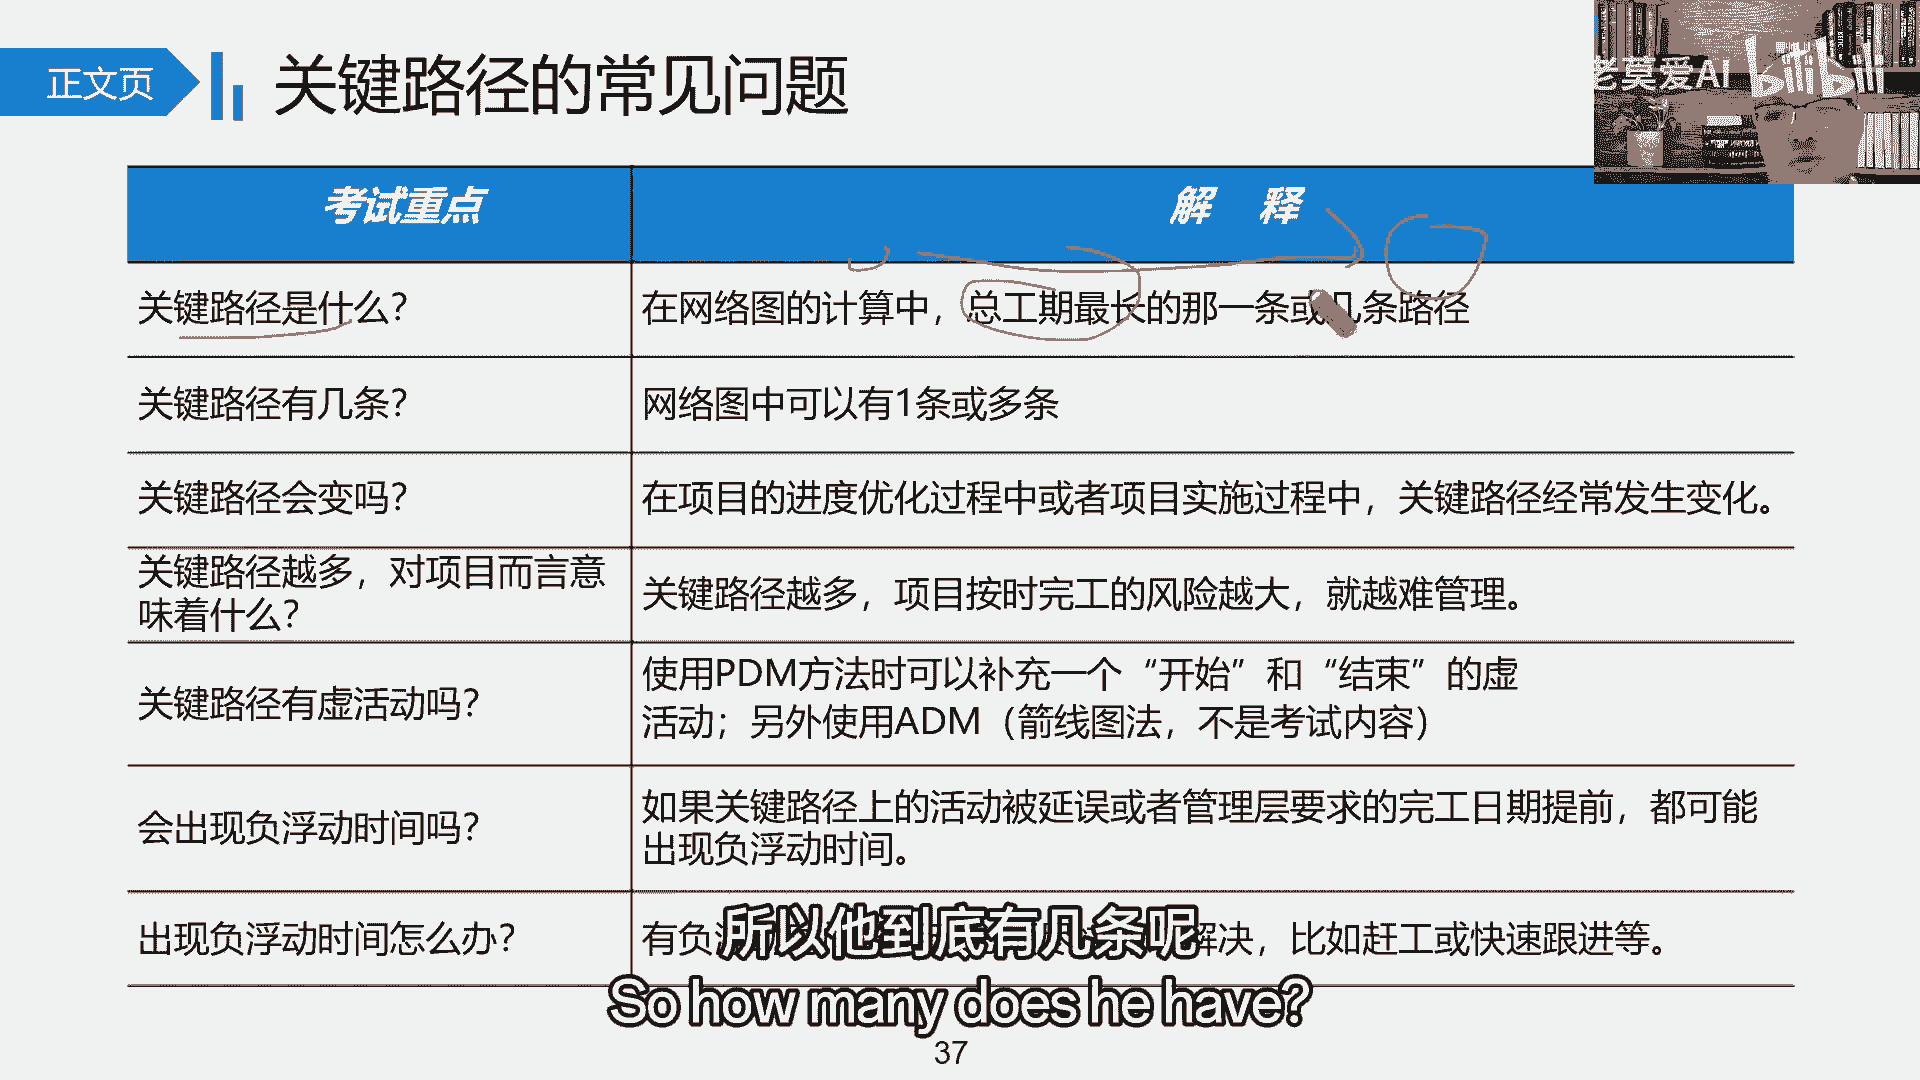 正文页
关键路径的常见问题
老莫爱AI
bilibili
考试重点
解 释
关键路径是什么?
在网络图的计算中，总工期最长的那一条或几条路径
关键路径有几条?
网络图中可以有1条或多条
关键路径会变吗?
在项目的进度优化过程中或者项目实施过程中，关键路径经常发生变化。
关键路径越多，对项目而言意
味着什么?
关键路径越多，项目按时完工的风险越大，就越难管理。
关键路径有虚活动吗?
使用PDM方法时可以补充一个“开始”和“结束”的虚
活动；另外使用ADM（箭线图法，不是考试内容）
会出现负浮动时间吗?
如果关键路径上的活动被延误或者管理层要求的完工日期提前，都可能
出现负浮动时间。
出现负浮动时间怎么办?
有负 解决，比如赶工或快速跟进等。
所以他到底有几条呢
So how many does he have?
37